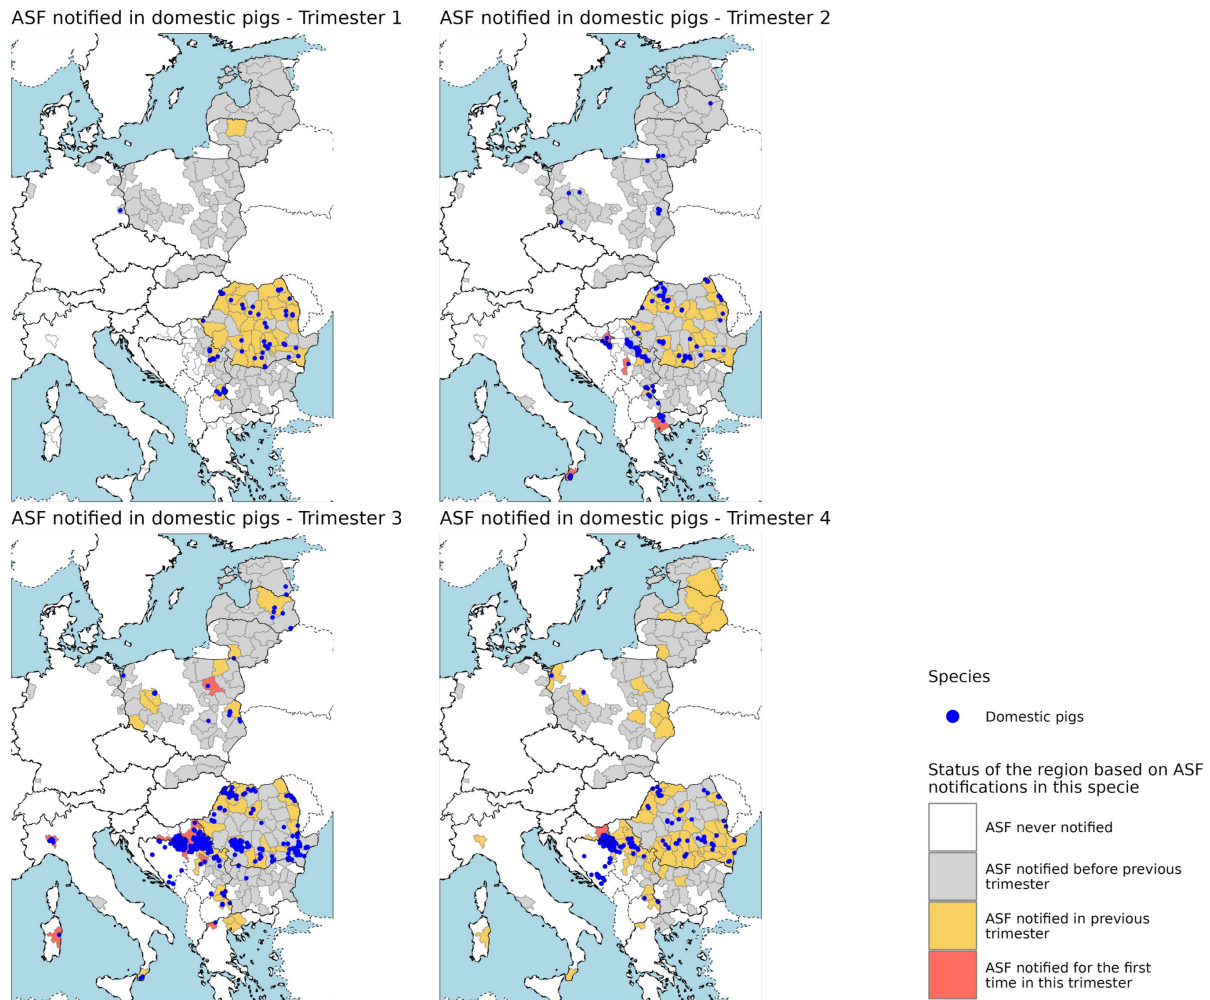 ASF notified in domestic pigs - Trimester 1
ASF notified in domestic pigs - Trimester 2
ASF notified in domestic pigs - Trimester 3
ASF notified in domestic pigs - Trimester 4
Species
Domestic pigs
Status of the region based on ASF
notifications in this specie
ASF never notified
ASF notified before previous
trimester
ASF notified in previous
trimester
ASF notified for the first
time in this trimester